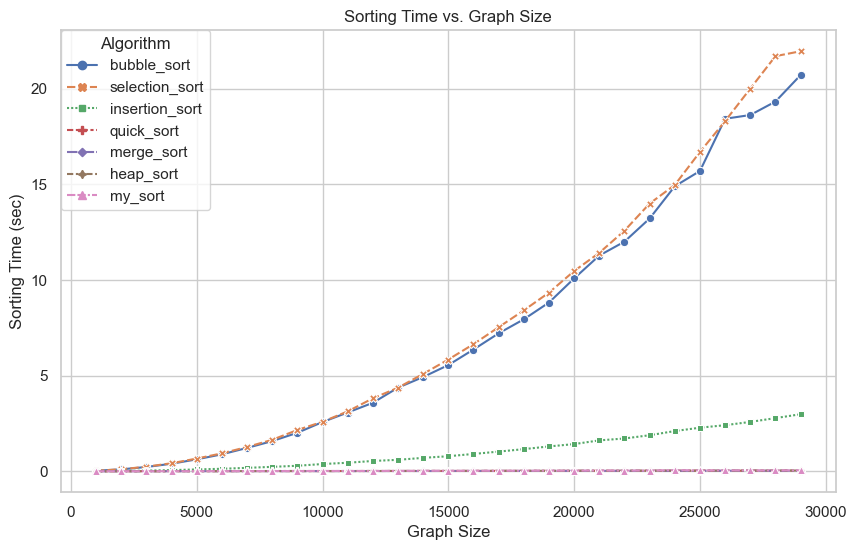 Sorting Time vs. Graph Size
Algorithm
bubble_sort
selection_sort
insertion_sort
quick_sort
merge_sort
heap_sort
my_sort
Sorting Time (sec)
20
15
10
5
0
0 5000 10000 15000 20000 25000 30000
Graph Size